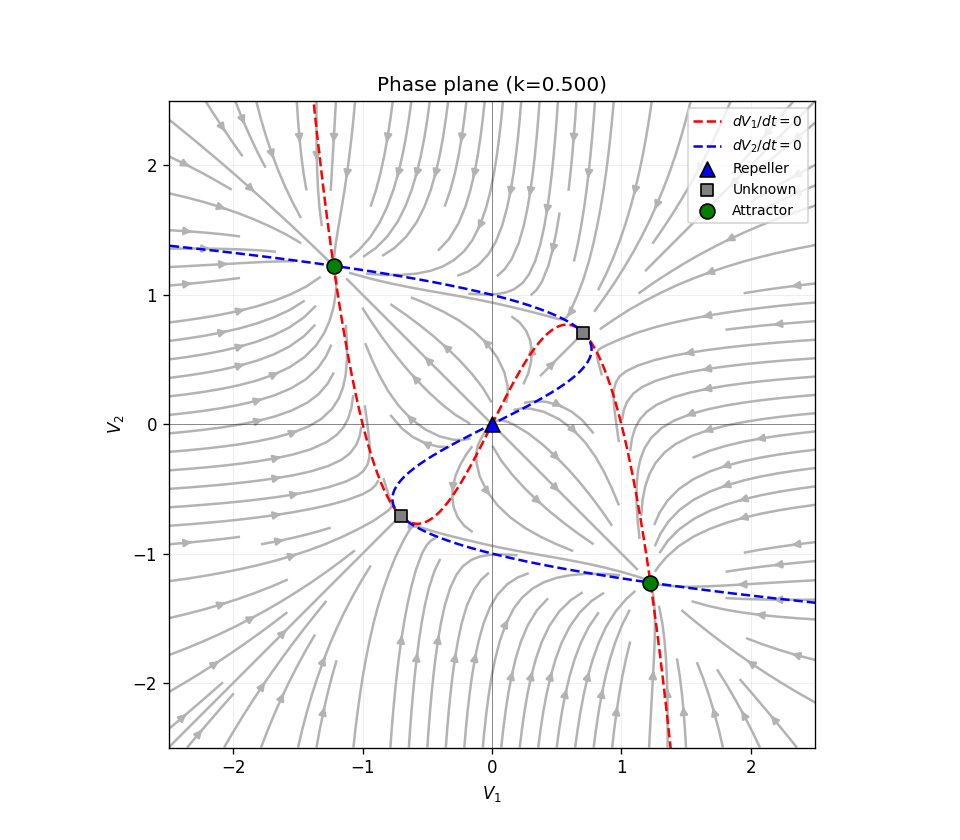 Phase plane (k=0.500)
dV₁/dt = 0
dV₂/dt = 0
Repeller
Unknown
Attractor
2
1
0
−1
−2
V₂
−2
−1
0
1
2
V₁